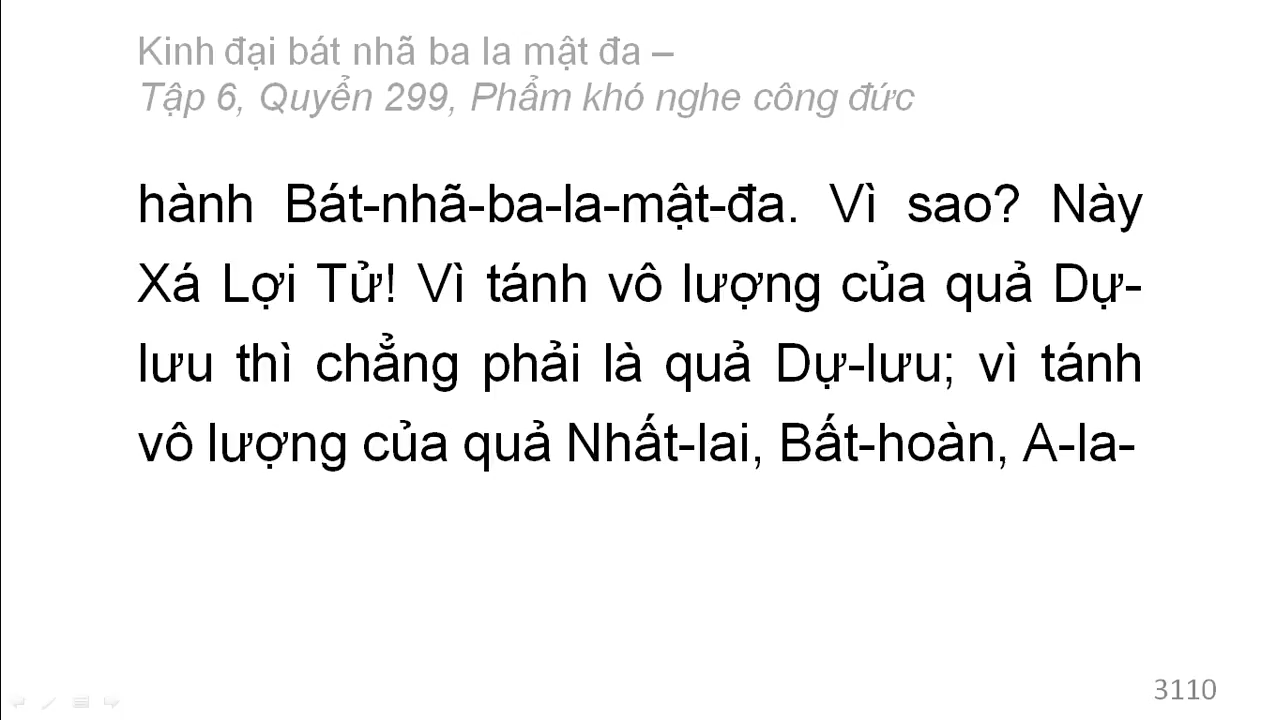 Kinh đại bát nhã ba la mật đa –
Tập 6, Quyển 299, Phẩm khó nghe công đức
hành Bát-nhã-ba-la-mật-đa. Vì sao? Này
Xá Lợi Tử! Vì tánh vô lượng của quả Dự-
lưu thì chẳng phải là quả Dự-lưu; vì tánh
vô lượng của quả Nhất-lai, Bất-hoàn, A-la-
3110